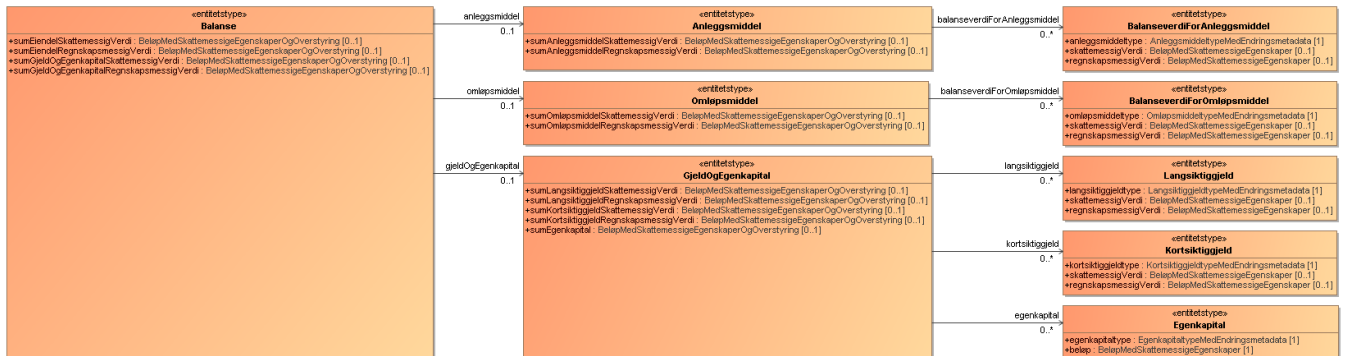 «entitetstype»
Balanse
+sumEiendelSkattemessigVerdi : BeløpMedSkattemessigeEgenskaperOgOverstyring [0..1]
+sumEiendelRegnskapsmessigVerdi : BeløpMedSkattemessigeEgenskaperOgOverstyring [0..1]
+sumGjeldOgEgenkapitalSkattemessigVerdi : BeløpMedSkattemessigeEgenskaperOgOverstyring [0..1]
+sumGjeldOgEgenkapitalRegnskapsmessigVerdi : BeløpMedSkattemessigeEgenskaperOgOverstyring [0..1]
anleggsmiddel
0..1
«entitetstype»
Anleggsmiddel
+sumAnleggsmiddelSkattemessigVerdi : BeløpMedSkattemessigeEgenskaperOgOverstyring [0..1]
+sumAnleggsmiddelRegnskapsmessigVerdi : BeløpMedSkattemessigeEgenskaperOgOverstyring [0..1]
balanseverdiForAnleggsmiddel
0..*
«entitetstype»
BalanseverdiForAnleggsmiddel
+anleggsmiddeltype : AnleggsmiddeltypeMedEndringsmetadata [1]
+skattemessigVerdi : BeløpMedSkattemessigeEgenskaper [0..1]
+regnskapsmessigVerdi : BeløpMedSkattemessigeEgenskaper [0..1]
omløpsmiddel
0..1
«entitetstype»
Omløpsmiddel
+sumOmløpsmiddelSkattemessigVerdi : BeløpMedSkattemessigeEgenskaperOgOverstyring [0..1]
+sumOmløpsmiddelRegnskapsmessigVerdi : BeløpMedSkattemessigeEgenskaperOgOverstyring [0..1]
balanseverdiForOmløpsmiddel
0..*
«entitetstype»
BalanseverdiForOmløpsmiddel
+omløpsmiddeltype : OmløpsmiddeltypeMedEndringsmetadata [1]
+skattemessigVerdi : BeløpMedSkattemessigeEgenskaper [0..1]
+regnskapsmessigVerdi : BeløpMedSkattemessigeEgenskaper [0..1]
gjeldOgEgenkapital
0..1
«entitetstype»
GjeldOgEgenkapital
+sumLangsiktiggjeldSkattemessigVerdi : BeløpMedSkattemessigeEgenskaperOgOverstyring [0..1]
+sumLangsiktiggjeldRegnskapsmessigVerdi : BeløpMedSkattemessigeEgenskaperOgOverstyring [0..1]
+sumKortsiktiggjeldSkattemessigVerdi : BeløpMedSkattemessigeEgenskaperOgOverstyring [0..1]
+sumKortsiktiggjeldRegnskapsmessigVerdi : BeløpMedSkattemessigeEgenskaperOgOverstyring [0..1]
+sumEgenkapital : BeløpMedSkattemessigeEgenskaperOgOverstyring [0..1]
langsiktiggjeld
0..*
«entitetstype»
Langsiktiggjeld
+langsiktiggjeldtype : LangsiktiggjeldtypeMedEndringsmetadata [1]
+skattemessigVerdi : BeløpMedSkattemessigeEgenskaper [0..1]
+regnskapsmessigVerdi : BeløpMedSkattemessigeEgenskaper [0..1]
kortsiktiggjeld
0..*
«entitetstype»
Kortsiktiggjeld
+kortsiktiggjeldtype : KortsiktiggjeldtypeMedEndringsmetadata [1]
+skattemessigVerdi : BeløpMedSkattemessigeEgenskaper [0..1]
+regnskapsmessigVerdi : BeløpMedSkattemessigeEgenskaper [0..1]
egenkapital
0..*
«entitetstype»
Egenkapital
+egenkapitaltype : EgenkapitaltypeMedEndringsmetadata [1]
+beløp : BeløpMedSkattemessigeEgenskaper [1]